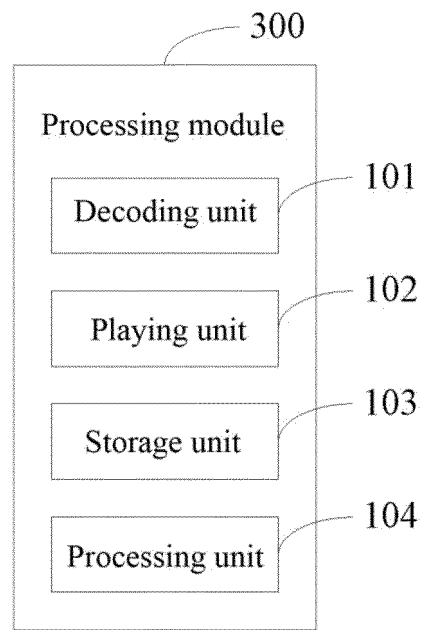 300
Processing module
Decoding unit
101
Playing unit
102
Storage unit
103
Processing unit
104